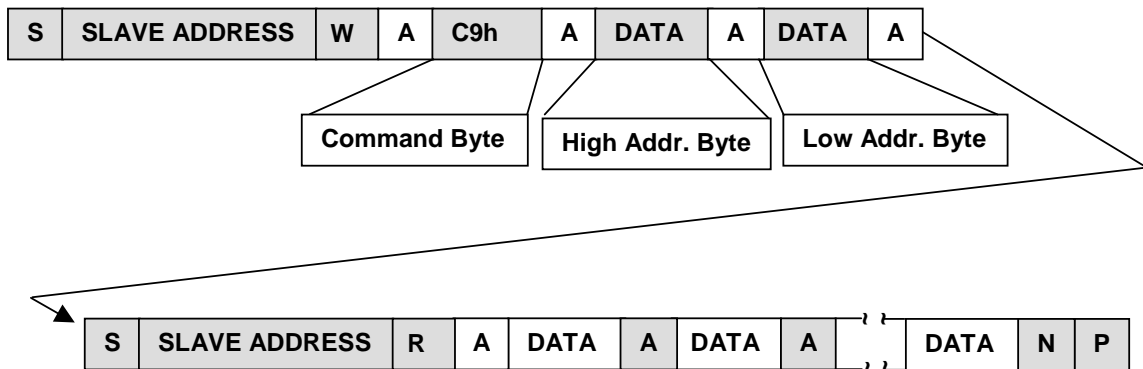 S SLAVE ADDRESS W A C9h A DATA A DATA A
Command Byte High Addr. Byte Low Addr. Byte
S SLAVE ADDRESS R A DATA A DATA A ~ ~ DATA N P